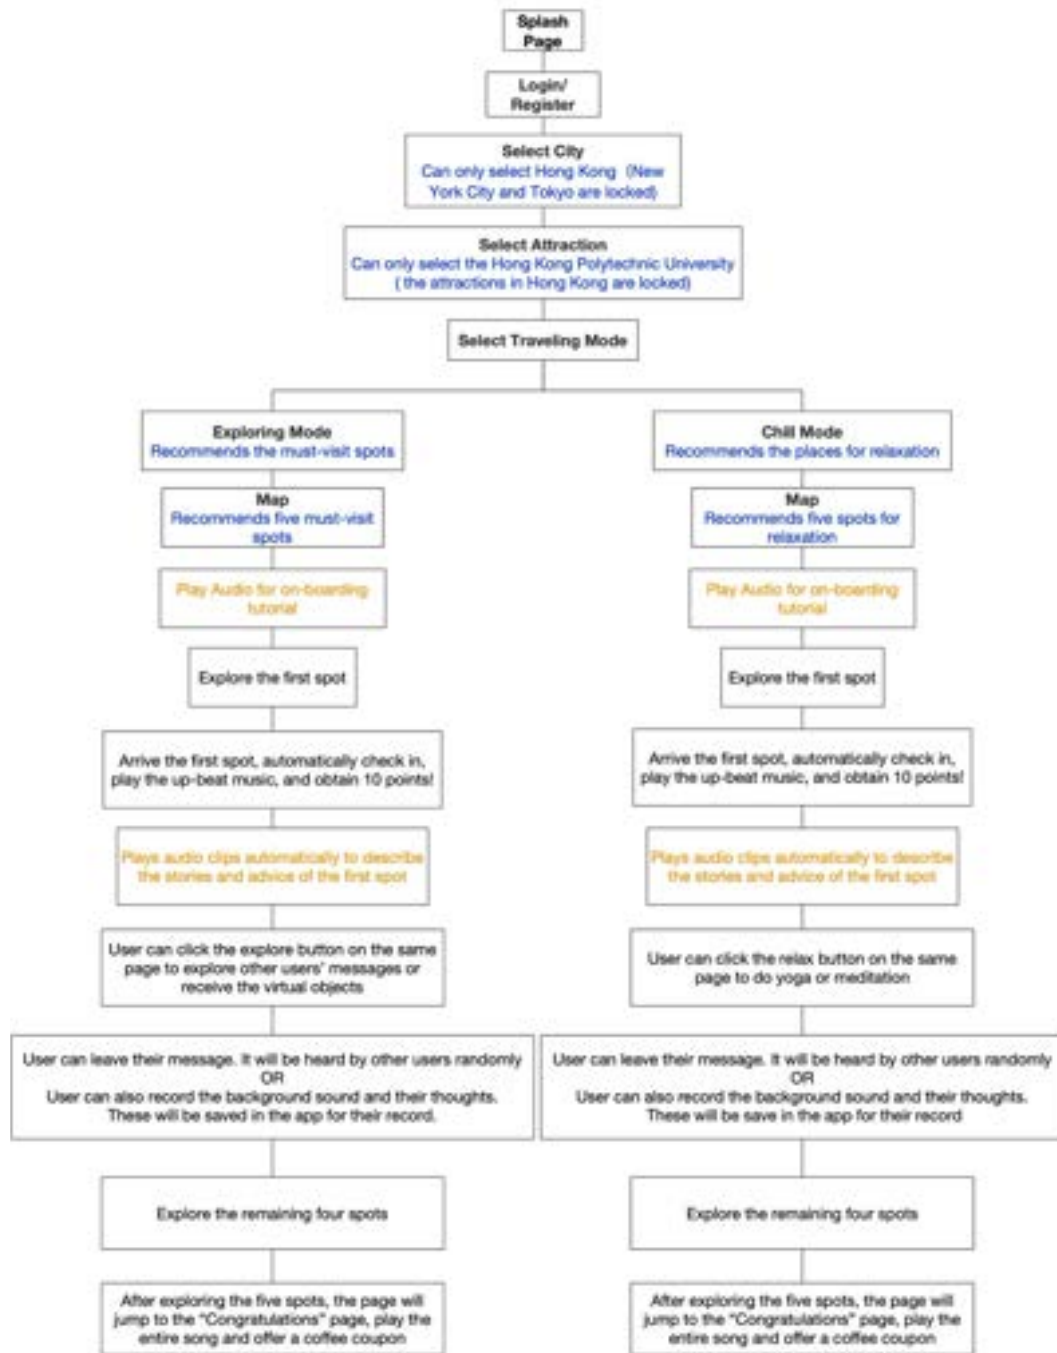 Splash
Page
Login/
Register
Select City
Can only select Hong Kong (New
York City and Tokyo are locked)
Select Attraction
Can only select the Hong Kong Polytechnic University
( the attractions in Hong Kong are locked)
Select Traveling Mode
Exploring Mode
Recommends the must-visit spots
Map
Recommends five must-visit
spots
Play Audio for on-boarding
tutorial
Explore the first spot
Arrive the first spot, automatically check in,
play the up-beat music, and obtain 10 points!
Plays audio clips automatically to describe
the stories and advice of the first spot
User can click the explore button on the same
page to explore other users' messages or
receive the virtual objects
User can leave their message. It will be heard by other users randomly
OR
User can also record the background sound and their thoughts.
These will be saved in the app for their record.
Explore the remaining four spots
After exploring the five spots, the page will
jump to the "Congratulations" page, play the
entire song and offer a coffee coupon
Chill Mode
Recommends the places for relaxation
Map
Recommends five spots for
relaxation
Play Audio for on-boarding
tutorial
Explore the first spot
Arrive the first spot, automatically check in,
play the up-beat music, and obtain 10 points!
Plays audio clips automatically to describe
the stories and advice of the first spot
User can click the relax button on the same
page to do yoga or meditation
User can leave their message. It will be heard by other users randomly
OR
User can also record the background sound and their thoughts.
These will be save in the app for their record
Explore the remaining four spots
After exploring the five spots, the page will
jump to the "Congratulations" page, play the
entire song and offer a coffee coupon